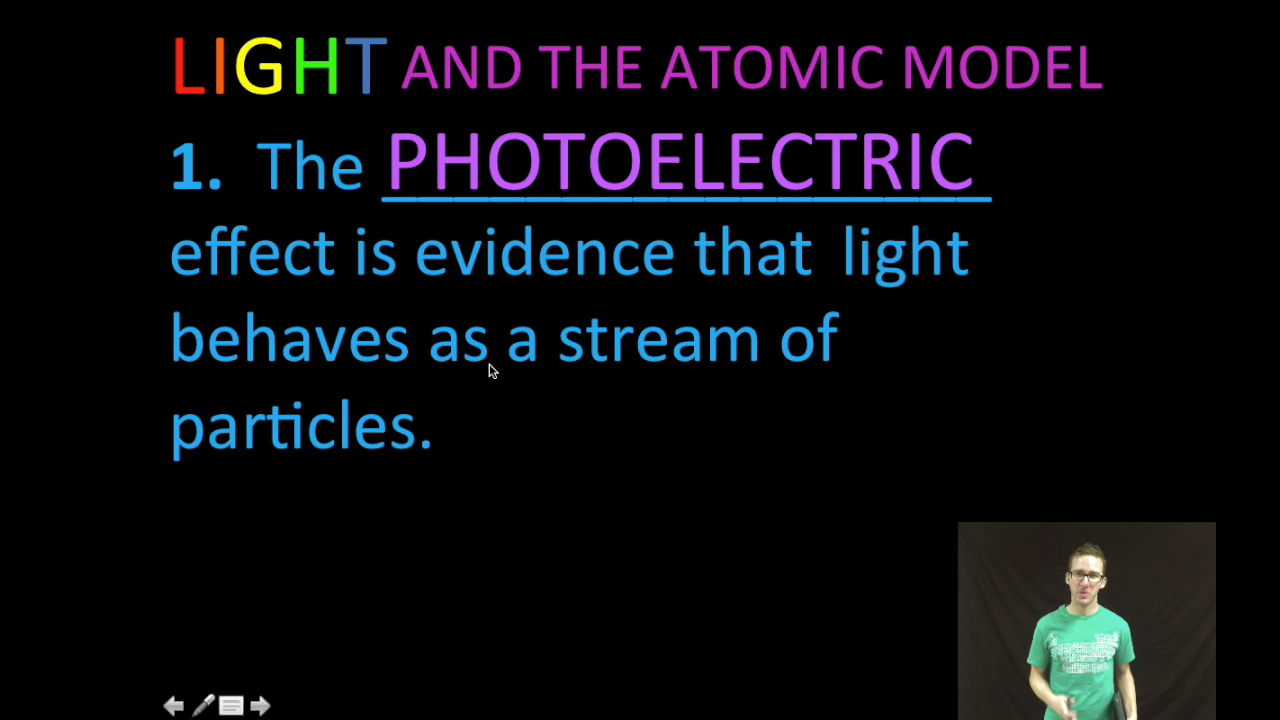 LIGHT AND THE ATOMIC MODEL
1. The PHOTOELECTRIC
effect is evidence that light
behaves as a stream of
particles.